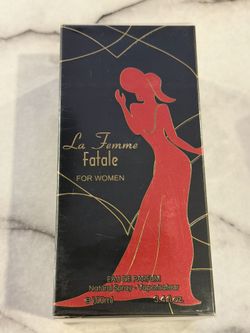 La Femme
fatale
FOR WOMEN
EAU DE PARFUM
Natural Spray - Vaporisateur
100ml
3.4 fl.oz.